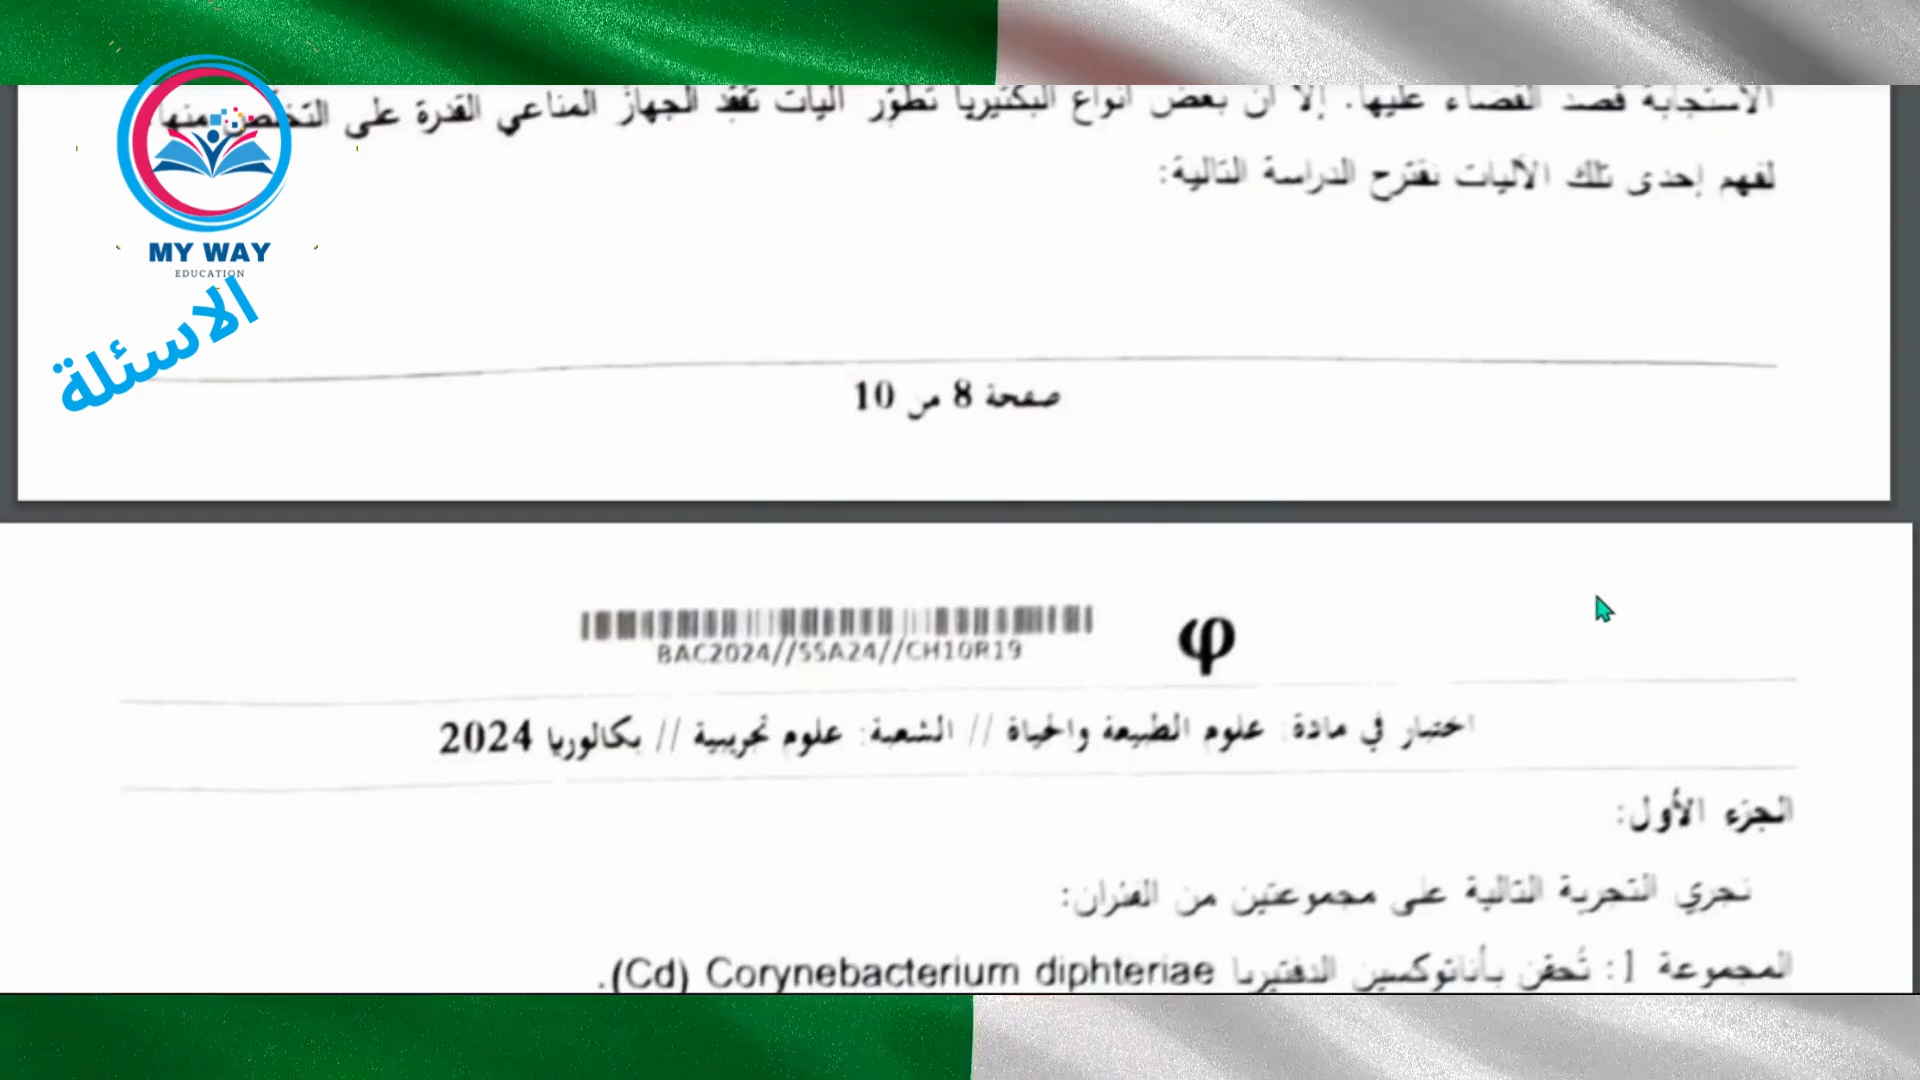 الاستجابة قصد القضاء عليها. إلا أن بعض أنواع البكتيريا تطوّر آليات تُفقِد الجهاز المناعي القدرة على التخلّص منها.
لفهم إحدى تلك الآليات نقترح الدراسة التالية:
MY WAY
EDUCATION
الاسئلة
صفحة 8 من 10
BAC2024//SSA24//CH10R19
φ
اختبار في مادة: علوم الطبيعة والحياة // الشعبة: علوم تجريبية // بكالوريا 2024
الجزء الأول:
نجري التجربة التالية على مجموعتين من الفئران:
المجموعة 1: تُحقن بأناتوكسين الدفتيريا Corynebacterium diphteriae (Cd).